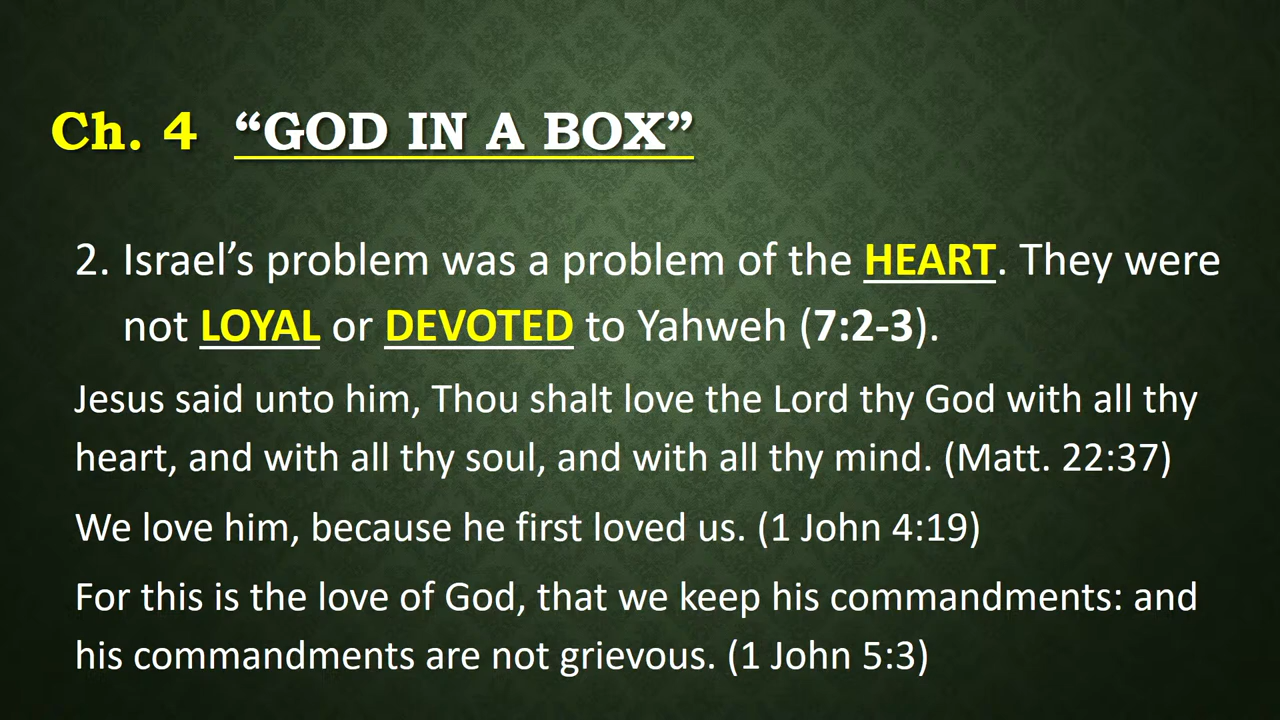 Ch. 4 “GOD IN A BOX”
2. Israel’s problem was a problem of the HEART. They were
not LOYAL or DEVOTED to Yahweh (7:2-3).
Jesus said unto him, Thou shalt love the Lord thy God with all thy
heart, and with all thy soul, and with all thy mind. (Matt. 22:37)
We love him, because he first loved us. (1 John 4:19)
For this is the love of God, that we keep his commandments: and
his commandments are not grievous. (1 John 5:3)